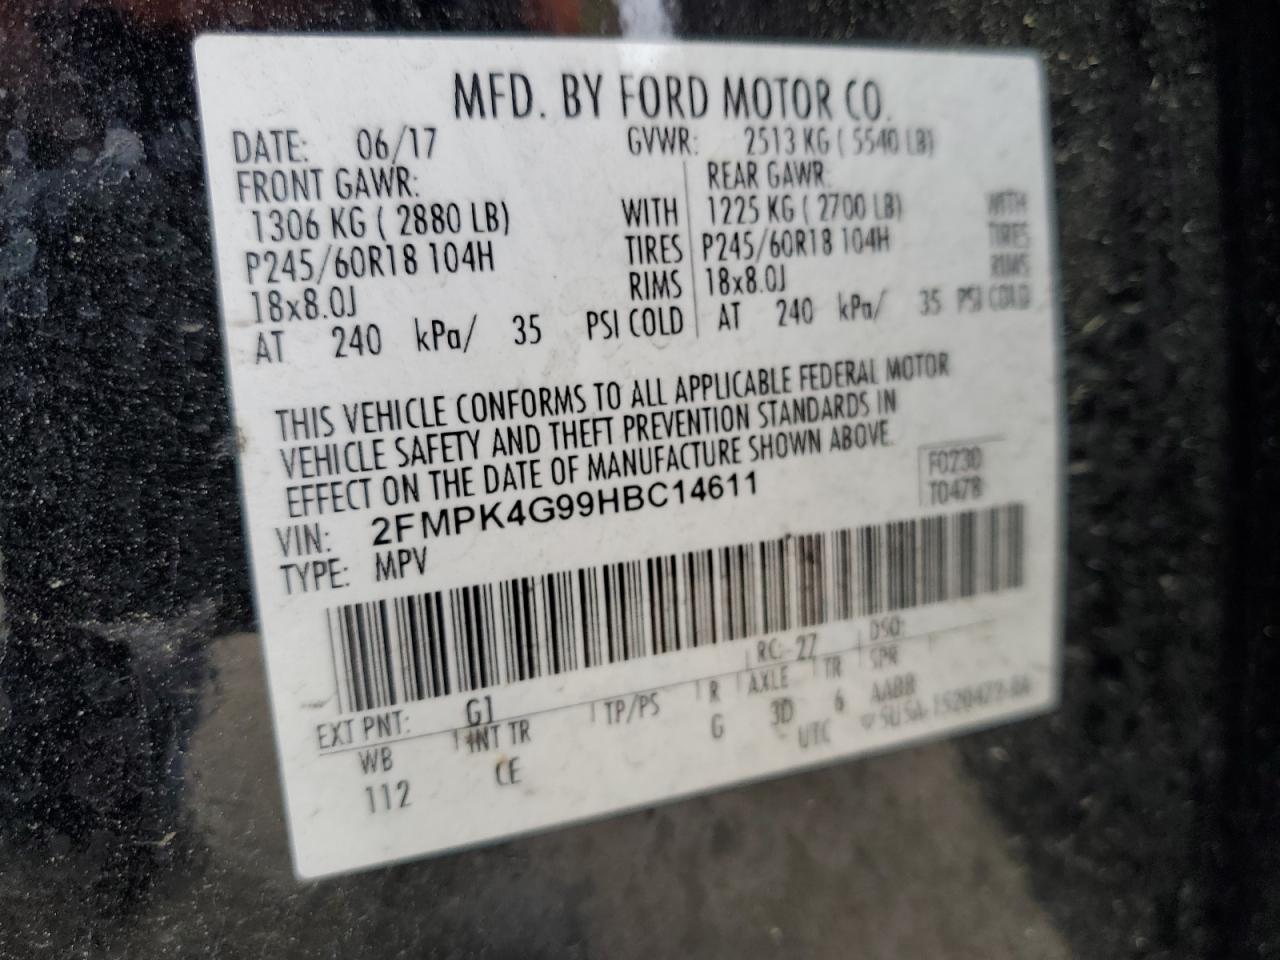 MFD. BY FORD MOTOR CO.
DATE: 06/17 GVWR: 2513 KG ( 5540 LB)
FRONT GAWR: REAR GAWR:
1306 KG ( 2880 LB) WITH 1225 KG ( 2700 LB) WITH
P245/60R18 104H TIRES P245/60R18 104H TIRES
18x8.0J RIMS 18x8.0J RIMS
AT 240 kPa/ 35 PSI COLD AT 240 kPa/ 35 PSI COLD
THIS VEHICLE CONFORMS TO ALL APPLICABLE FEDERAL MOTOR
VEHICLE SAFETY AND THEFT PREVENTION STANDARDS IN
EFFECT ON THE DATE OF MANUFACTURE SHOWN ABOVE.
F0230
T0478
VIN: 2FMPK4G99HBC14611
TYPE: MPV
EXT PNT: G1 RC: 27 DSO:
WB INT TR TP/PS R AXLE TR SPR
112 CE G 3D 6 AABB
UTC